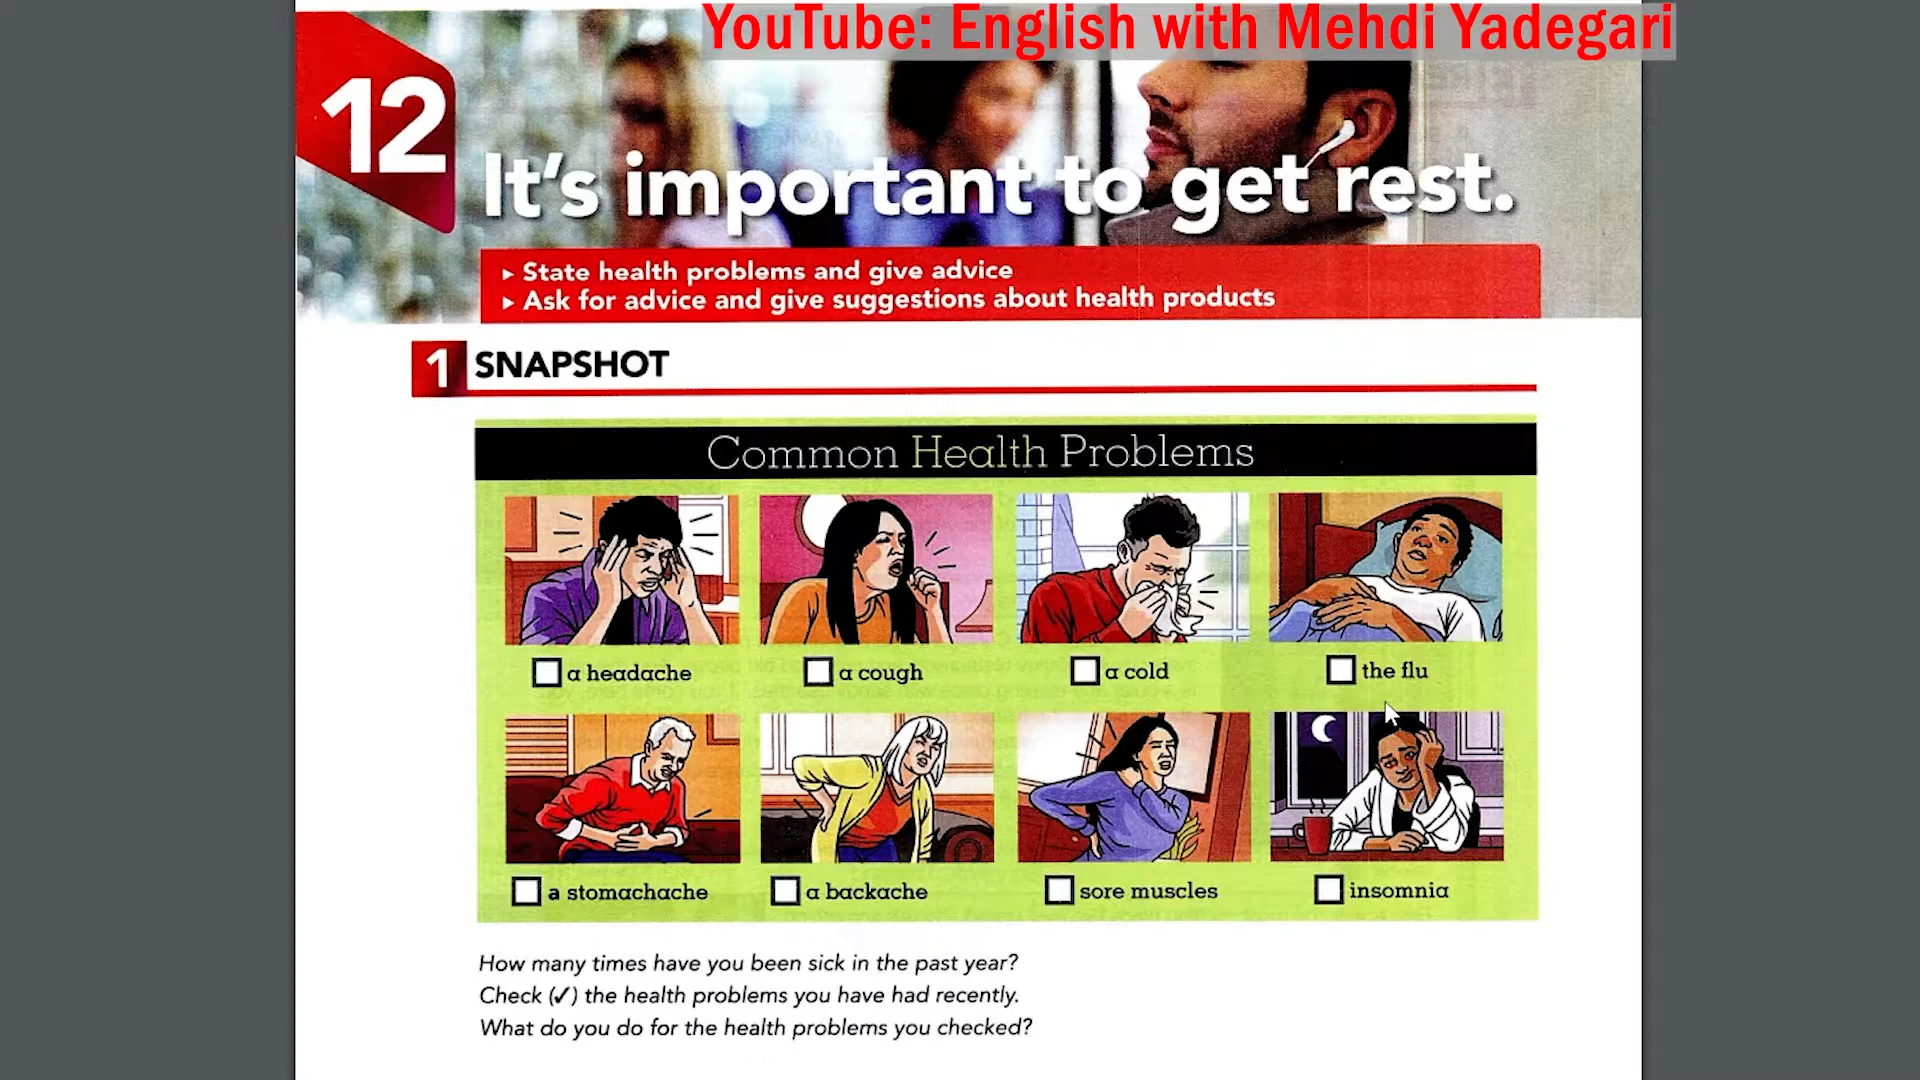 YouTube: English with Mehdi Yadegari
12
It's important to get rest.
▸ State health problems and give advice
▸ Ask for advice and give suggestions about health products
1 SNAPSHOT
Common Health Problems
a headache
a cough
a cold
the flu
a stomachache
a backache
sore muscles
insomnia
How many times have you been sick in the past year?
Check (✓) the health problems you have had recently.
What do you do for the health problems you checked?